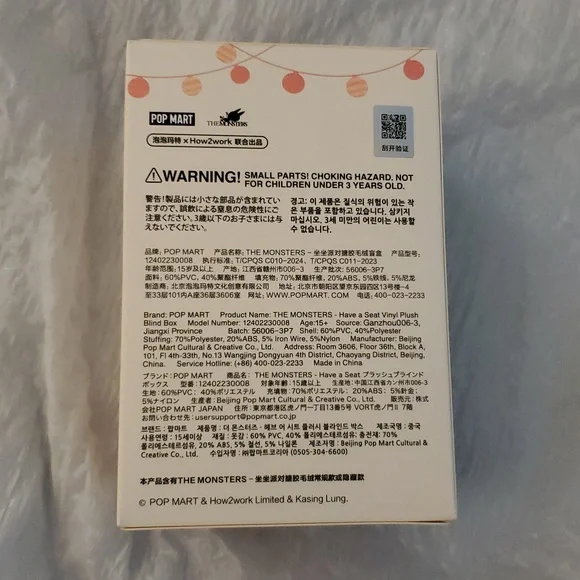 POP MART THE MONSTERS
泡泡玛特 × How2work 联合出品
刮开验证
WARNING! SMALL PARTS! CHOKING HAZARD. NOT
FOR CHILDREN UNDER 3 YEARS OLD.
警告!製品には小さな部品が含まれてい
ますので、誤飲による窒息の危険性にご
注意ください。3歳以下のお子さまには与
えないでください。
경고: 이 제품은 질식의 위험이 있는 작
은 부품을 포함하고 있습니다. 삼키지
마십시오. 3세 미만의 어린이는 사용할
수 없습니다.
品牌: POP MART 产品名称: THE MONSTERS – 坐坐派对搪胶毛绒盲盒 产品型号:
12402230008 执行标准: T/CPQS C010-2024、T/CPQS C011-2023
年龄范围: 15岁及以上 产地: 江西省赣州市006-3 生产批次: 56006-3P7
面料: 60%PVC, 40%聚酯纤维 填充物: 70%聚酯纤维, 20%ABS, 5%铁线, 5%尼龙
制造商: 北京泡泡玛特文化创意有限公司 地址: 北京市朝阳区望京东园四区13号楼-4
至33层101内A座36层3606室 网址: WWW.POPMART.COM 电话: 400-023-2233
Brand: POP MART Product Name: THE MONSTERS - Have a Seat Vinyl Plush
Blind Box Model Number: 12402230008 Age:15+ Source: Ganzhou006-3,
Jiangxi Province Batch: 56006-3P7 Shell: 60%PVC, 40%Polyester
Stuffing: 70%Polyester, 20%ABS, 5% Iron Wire, 5%Nylon Manufacturer: Beijing
Pop Mart Cultural & Creative Co., Ltd. Address: Room 3606, Floor 36th, Block A,
101, Fl 4th-33th, No.13 Wangjing Dongyuan 4th District, Chaoyang District, Beijing,
China. Service Hotline: (+86) 400-023-2233 Made in China
ブランド: POP MART 商品名: THE MONSTERS - Have a Seat プラッシュブラインド
ボックス 型番: 12402230008 対象年齢: 15歳以上 生産地: 中国江西省カン州市006-3
生地: 60%PVC; 40%ポリエステル 充填物: 70%ポリエステル; 20%ABS; 5%針金;
5%ナイロン 生産者: Beijing Pop Mart Cultural & Creative Co., Ltd. 販売元: 株式
会社POP MART JAPAN 住所: 東京都港区虎ノ門一丁目13番5号 VORT虎ノ門Ⅱ 7階
お問い合わせ先: usersupport@popmart.co.jp
브랜드 : 팝마트 제품명 : 더 몬스터즈 - 헤브 어 시트 플러시 블라인드 박스 제조국명 : 중국
사용연령 : 15세이상 재질 : 옷감 : 60% PVC, 40% 폴리에스테르섬유; 충전재: 70%
폴리에스테르섬유, 20% ABS, 5% 철선, 5% 나일론 제조자명 : Beijing Pop Mart Cultural &
Creative Co., Ltd. 수입자명 : ㈜팝마트코리아 (0505-304-6600)
本产品含有THE MONSTERS – 坐坐派对搪胶毛绒常规款或隐藏款
© POP MART & How2work Limited & Kasing Lung.